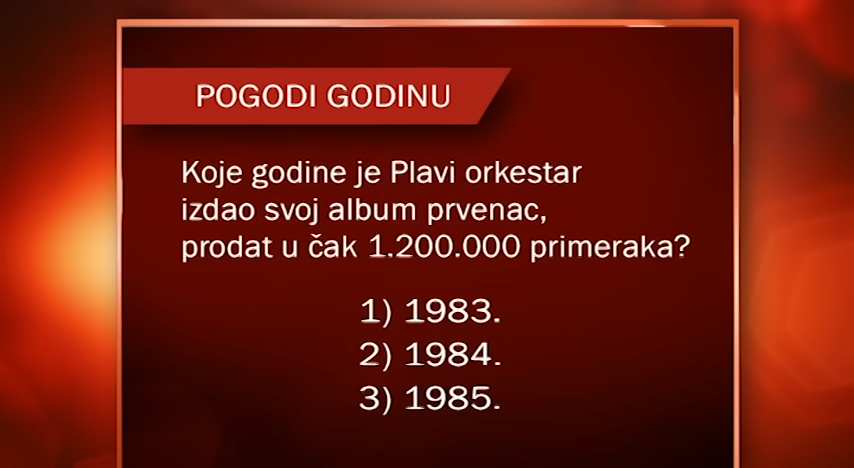 POGODI GODINU
Koje godine je Plavi orkestar
izdao svoj album prvenac,
prodat u čak 1.200.000 primeraka?
1) 1983.
2) 1984.
3) 1985.